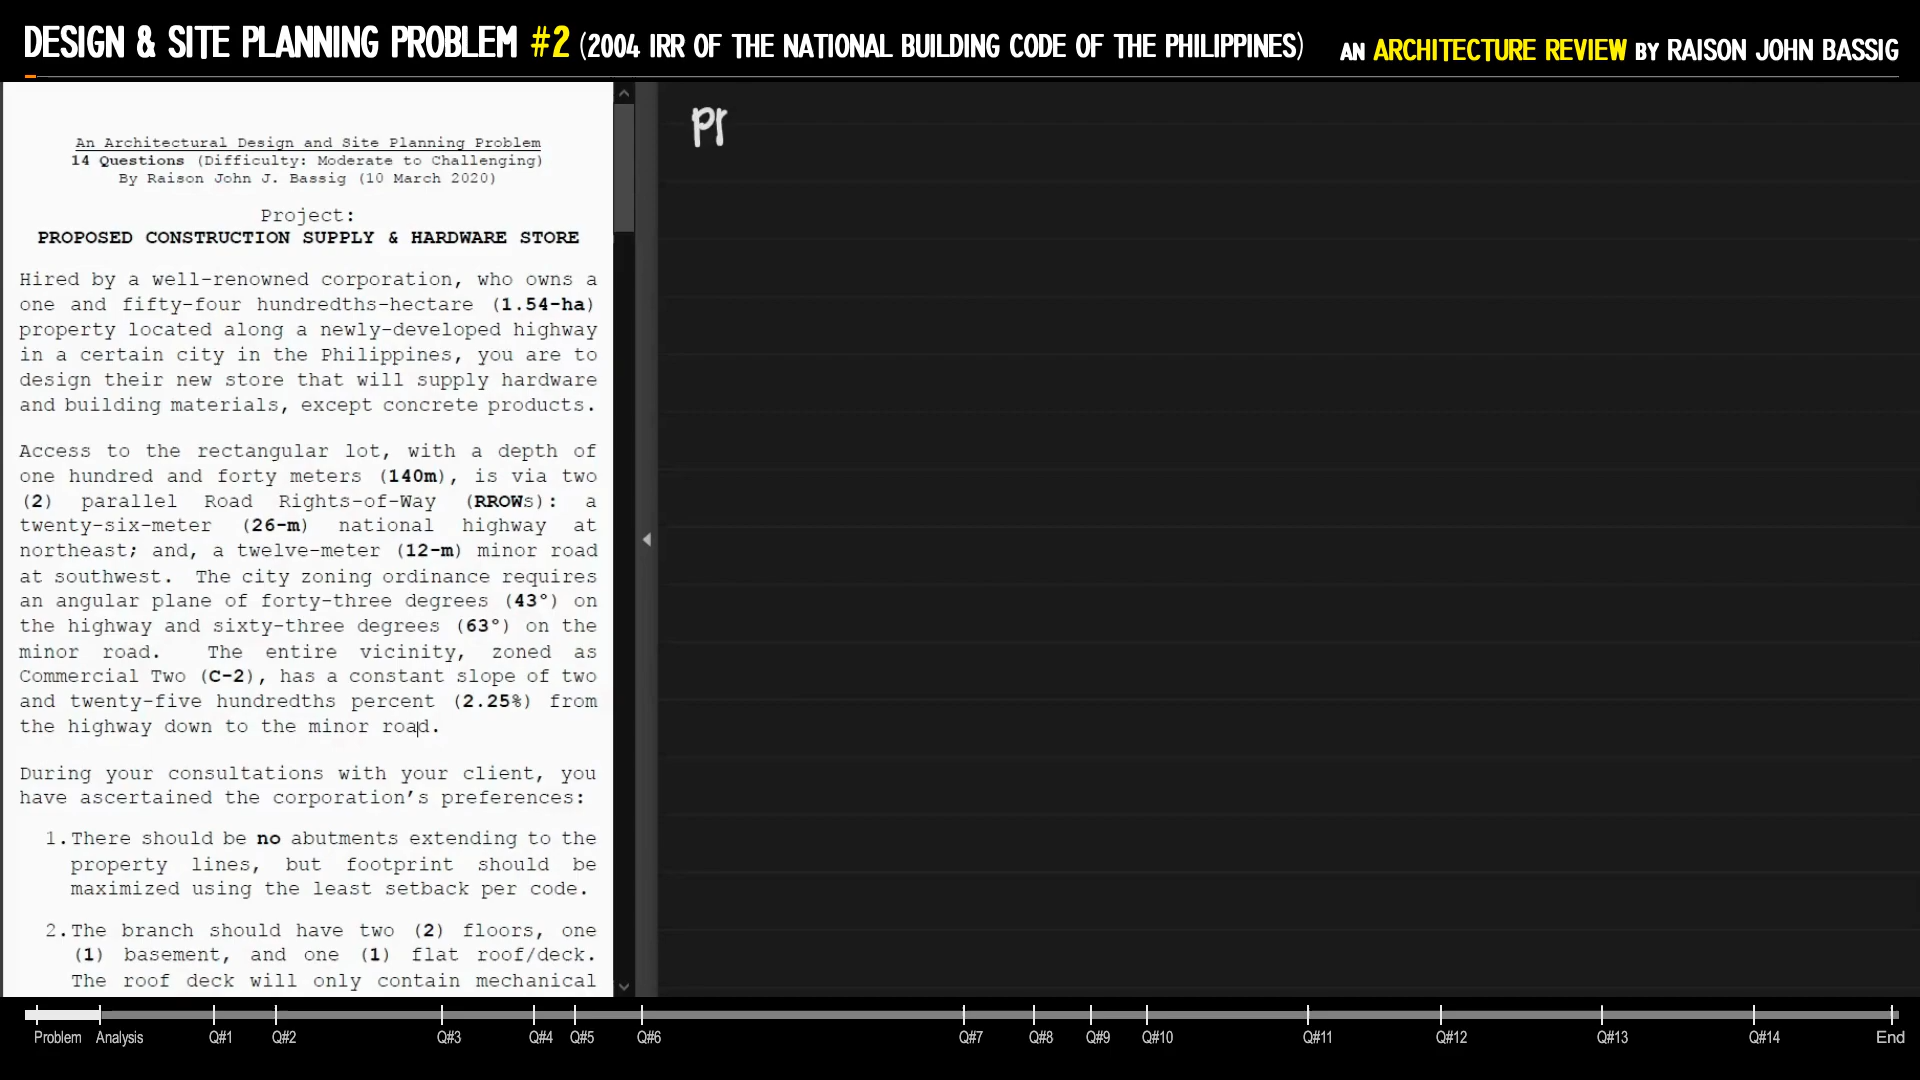 DESIGN & SITE PLANNING PROBLEM #2 (2004 IRR OF THE NATIONAL BUILDING CODE OF THE PHILIPPINES) AN ARCHITECTURE REVIEW BY RAISON JOHN BASSIG
An Architectural Design and Site Planning Problem
14 Questions (Difficulty: Moderate to Challenging)
By Raison John J. Bassig (10 March 2020)
Project:
PROPOSED CONSTRUCTION SUPPLY & HARDWARE STORE
Hired by a well-renowned corporation, who owns a
one and fifty-four hundredths-hectare (1.54-ha)
property located along a newly-developed highway
in a certain city in the Philippines, you are to
design their new store that will supply hardware
and building materials, except concrete products.
Access to the rectangular lot, with a depth of
one hundred and forty meters (140m), is via two
(2) parallel Road Rights-of-Way (RROWs): a
twenty-six-meter (26-m) national highway at
northeast; and, a twelve-meter (12-m) minor road
at southwest. The city zoning ordinance requires
an angular plane of forty-three degrees (43°) on
the highway and sixty-three degrees (63°) on the
minor road. The entire vicinity, zoned as
Commercial Two (C-2), has a constant slope of two
and twenty-five hundredths percent (2.25%) from
the highway down to the minor road.
During your consultations with your client, you
have ascertained the corporation's preferences:
1. There should be no abutments extending to the
property lines, but footprint should be
maximized using the least setback per code.
2. The branch should have two (2) floors, one
(1) basement, and one (1) flat roof/deck.
The roof deck will only contain mechanical
pr
Problem Analysis Q#1 Q#2 Q#3 Q#4 Q#5 Q#6 Q#7 Q#8 Q#9 Q#10 Q#11 Q#12 Q#13 Q#14 End